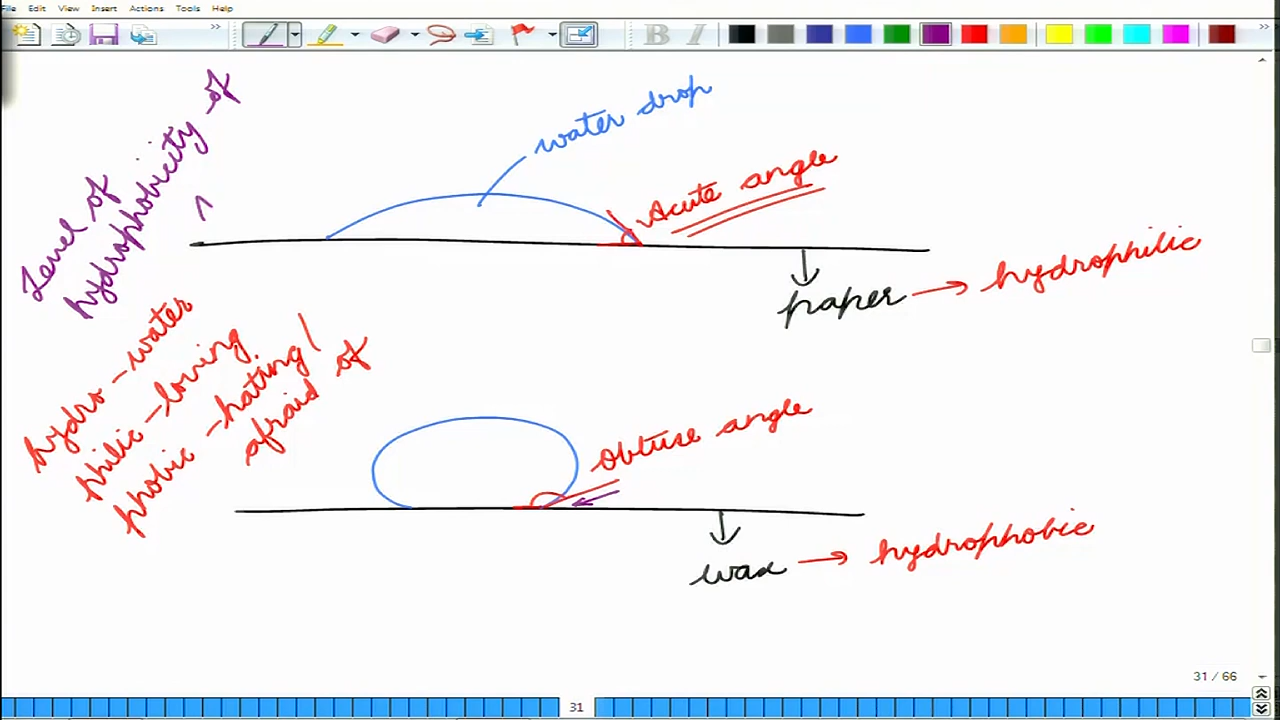 File Edit View Insert Actions Tools Help
B I
Level of
hydrophobicity of
water drop
Acute angle
paper → hydrophilic
hydro - water
philic - loving
phobic - hating/
afraid of
Obtuse angle
wax → hydrophobic
31 / 66
31